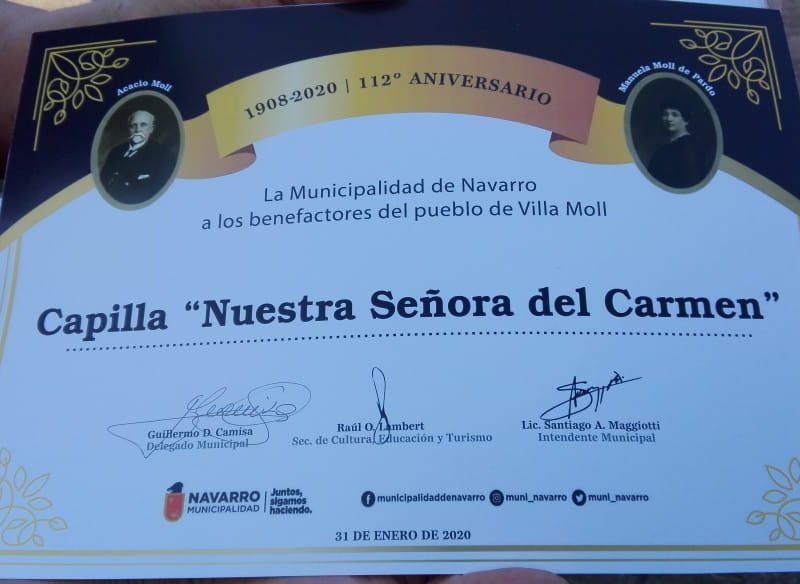 Acacio Moll
1908-2020 | 112º ANIVERSARIO
Manuela Moll de Pardo
La Municipalidad de Navarro
a los benefactores del pueblo de Villa Moll
Capilla “Nuestra Señora del Carmen”
Guillermo D. Camisa
Delegado Municipal
Raúl O. Lambert
Sec. de Cultura, Educación y Turismo
Lic. Santiago A. Maggiotti
Intendente Municipal
NAVARRO
MUNICIPALIDAD
Juntos,
sigamos
haciendo.
municipalidaddenavarro muni_navarro muni_navarro
31 DE ENERO DE 2020